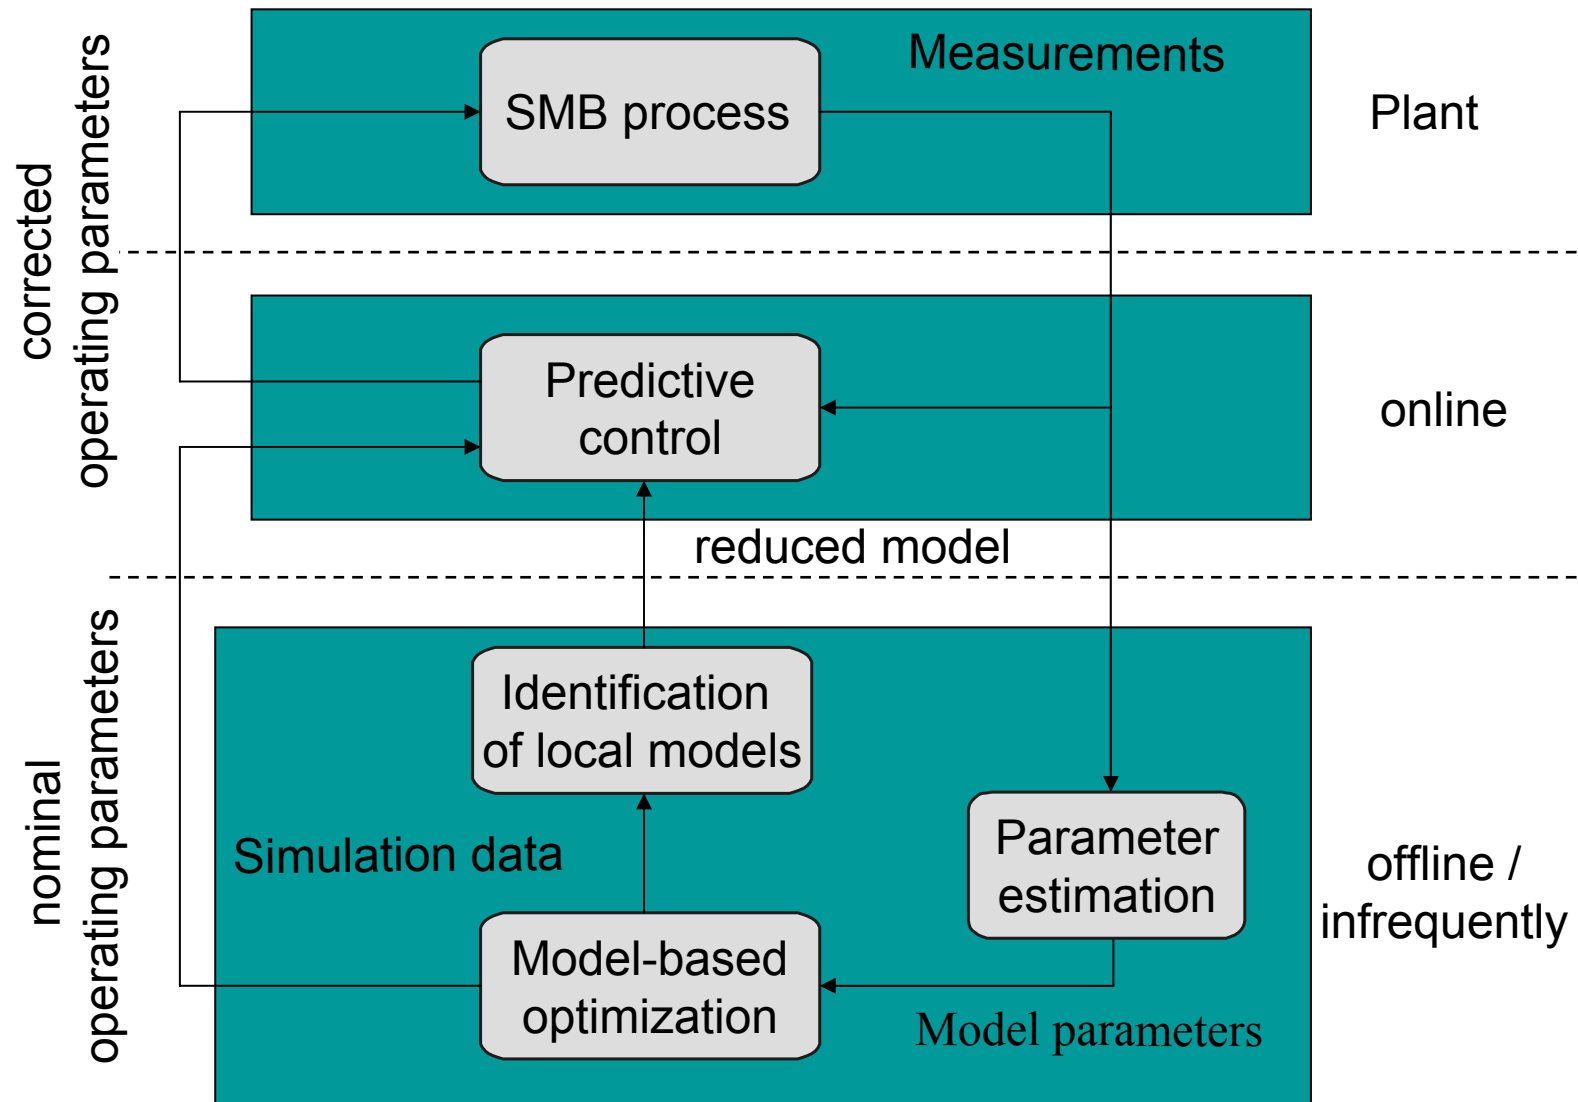 Measurements
SMB process
Plant
corrected
operating parameters
Predictive
control
online
reduced model
nominal
operating parameters
Identification
of local models
Simulation data
Parameter
estimation
offline /
infrequently
Model-based
optimization
Model parameters